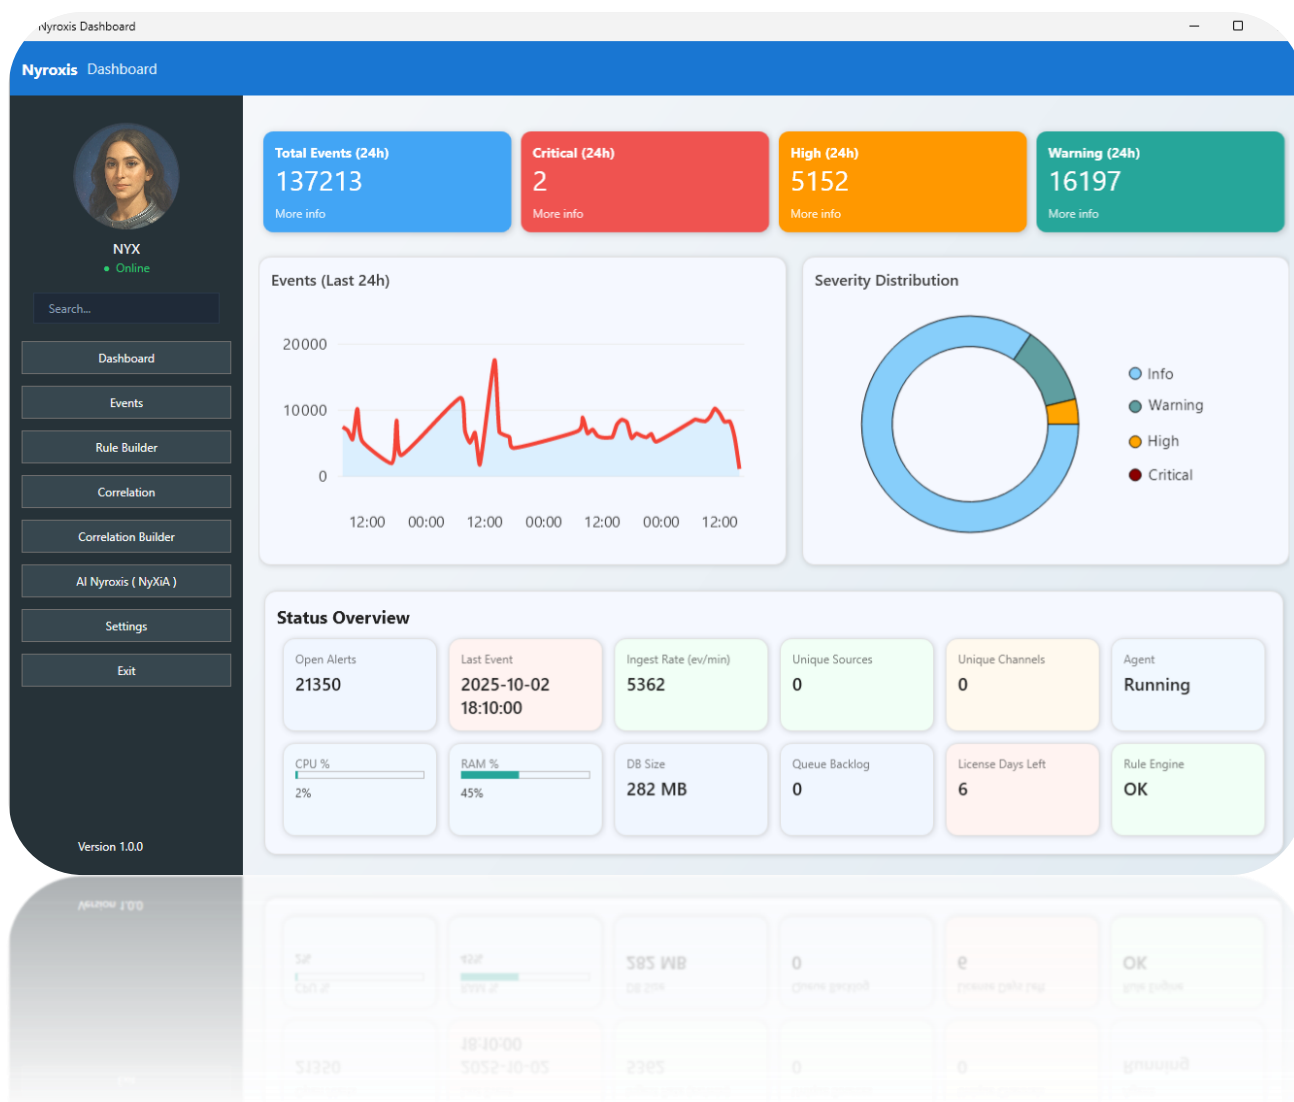 Nyroxis Dashboard
Nyroxis Dashboard
NYX
Online
Search...
Dashboard
Events
Rule Builder
Correlation
Correlation Builder
AI Nyroxis ( NyXiA )
Settings
Exit
Version 1.0.0
Total Events (24h)
137213
More info
Critical (24h)
2
More info
High (24h)
5152
More info
Warning (24h)
16197
More info
Events (Last 24h)
20000
10000
0
12:00 00:00 12:00 00:00 12:00 00:00 12:00
Severity Distribution
Info
Warning
High
Critical
Status Overview
Open Alerts
21350
Last Event
2025-10-02
18:10:00
Ingest Rate (ev/min)
5362
Unique Sources
0
Unique Channels
0
Agent
Running
CPU %
2%
RAM %
45%
DB Size
282 MB
Queue Backlog
0
License Days Left
6
Rule Engine
OK